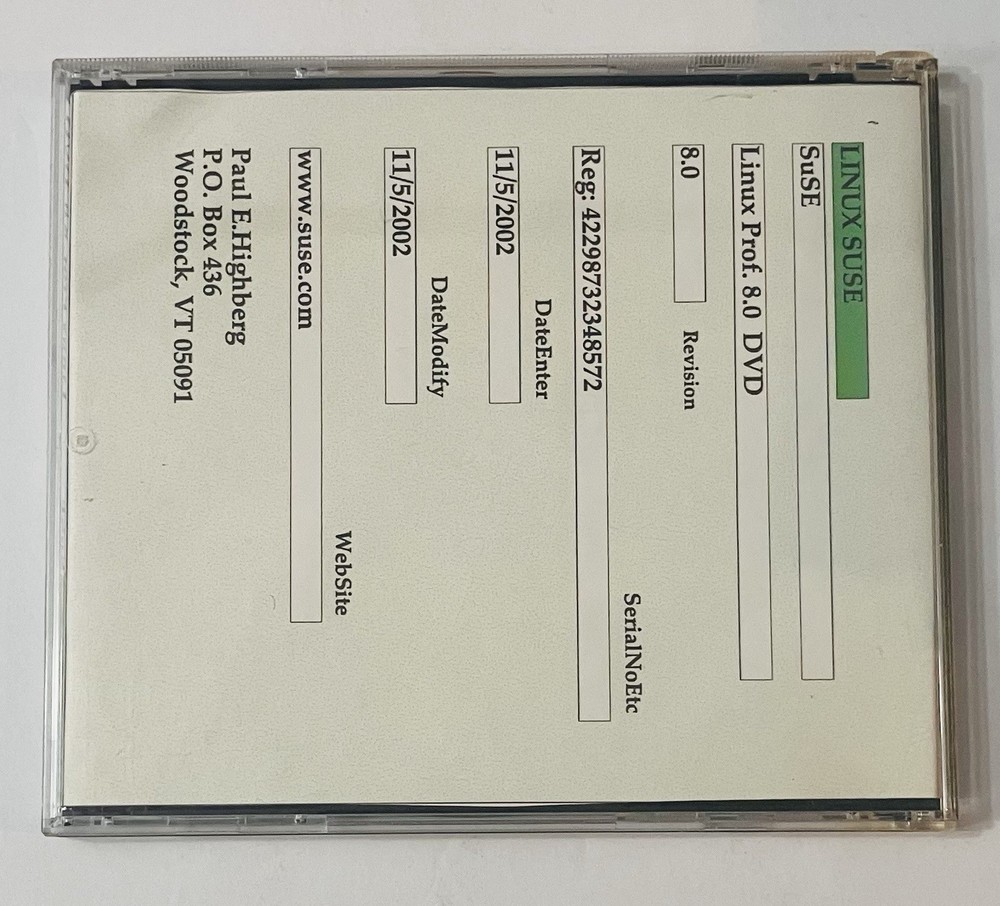 LINUX SUSE
SuSE
Linux Prof. 8.0 DVD
8.0 Revision
SerialNoEtc
Reg: 42298732348572
DateEnter
11/5/2002
DateModify
11/5/2002
WebSite
www.suse.com
Paul E.Highberg
P.O. Box 436
Woodstock, VT 05091